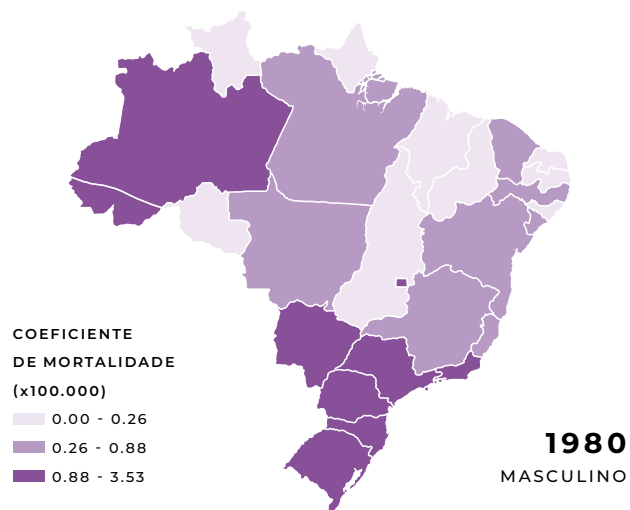 COEFICIENTE
DE MORTALIDADE
(x100.000)
0.00 - 0.26
0.26 - 0.88
0.88 - 3.53
1980
MASCULINO